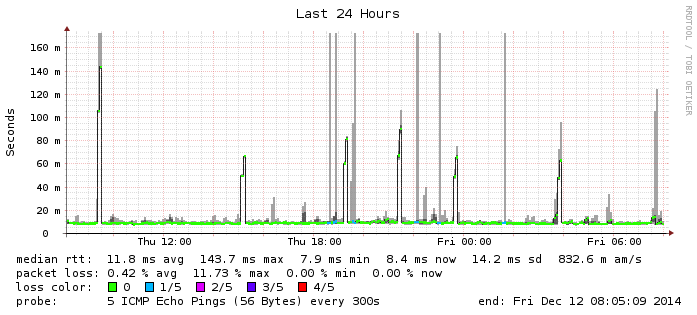 Last 24 Hours
RRDTOOL / TOBI OETIKER
Seconds
160 m
140 m
120 m
100 m
80 m
60 m
40 m
20 m
0
Thu 12:00 Thu 18:00 Fri 00:00 Fri 06:00
median rtt: 11.8 ms avg 143.7 ms max 7.9 ms min 8.4 ms now 14.2 ms sd 832.6 m am/s
packet loss: 0.42 % avg 11.73 % max 0.00 % min 0.00 % now
loss color: 0 1/5 2/5 3/5 4/5
probe: 5 ICMP Echo Pings (56 Bytes) every 300s end: Fri Dec 12 08:05:09 2014